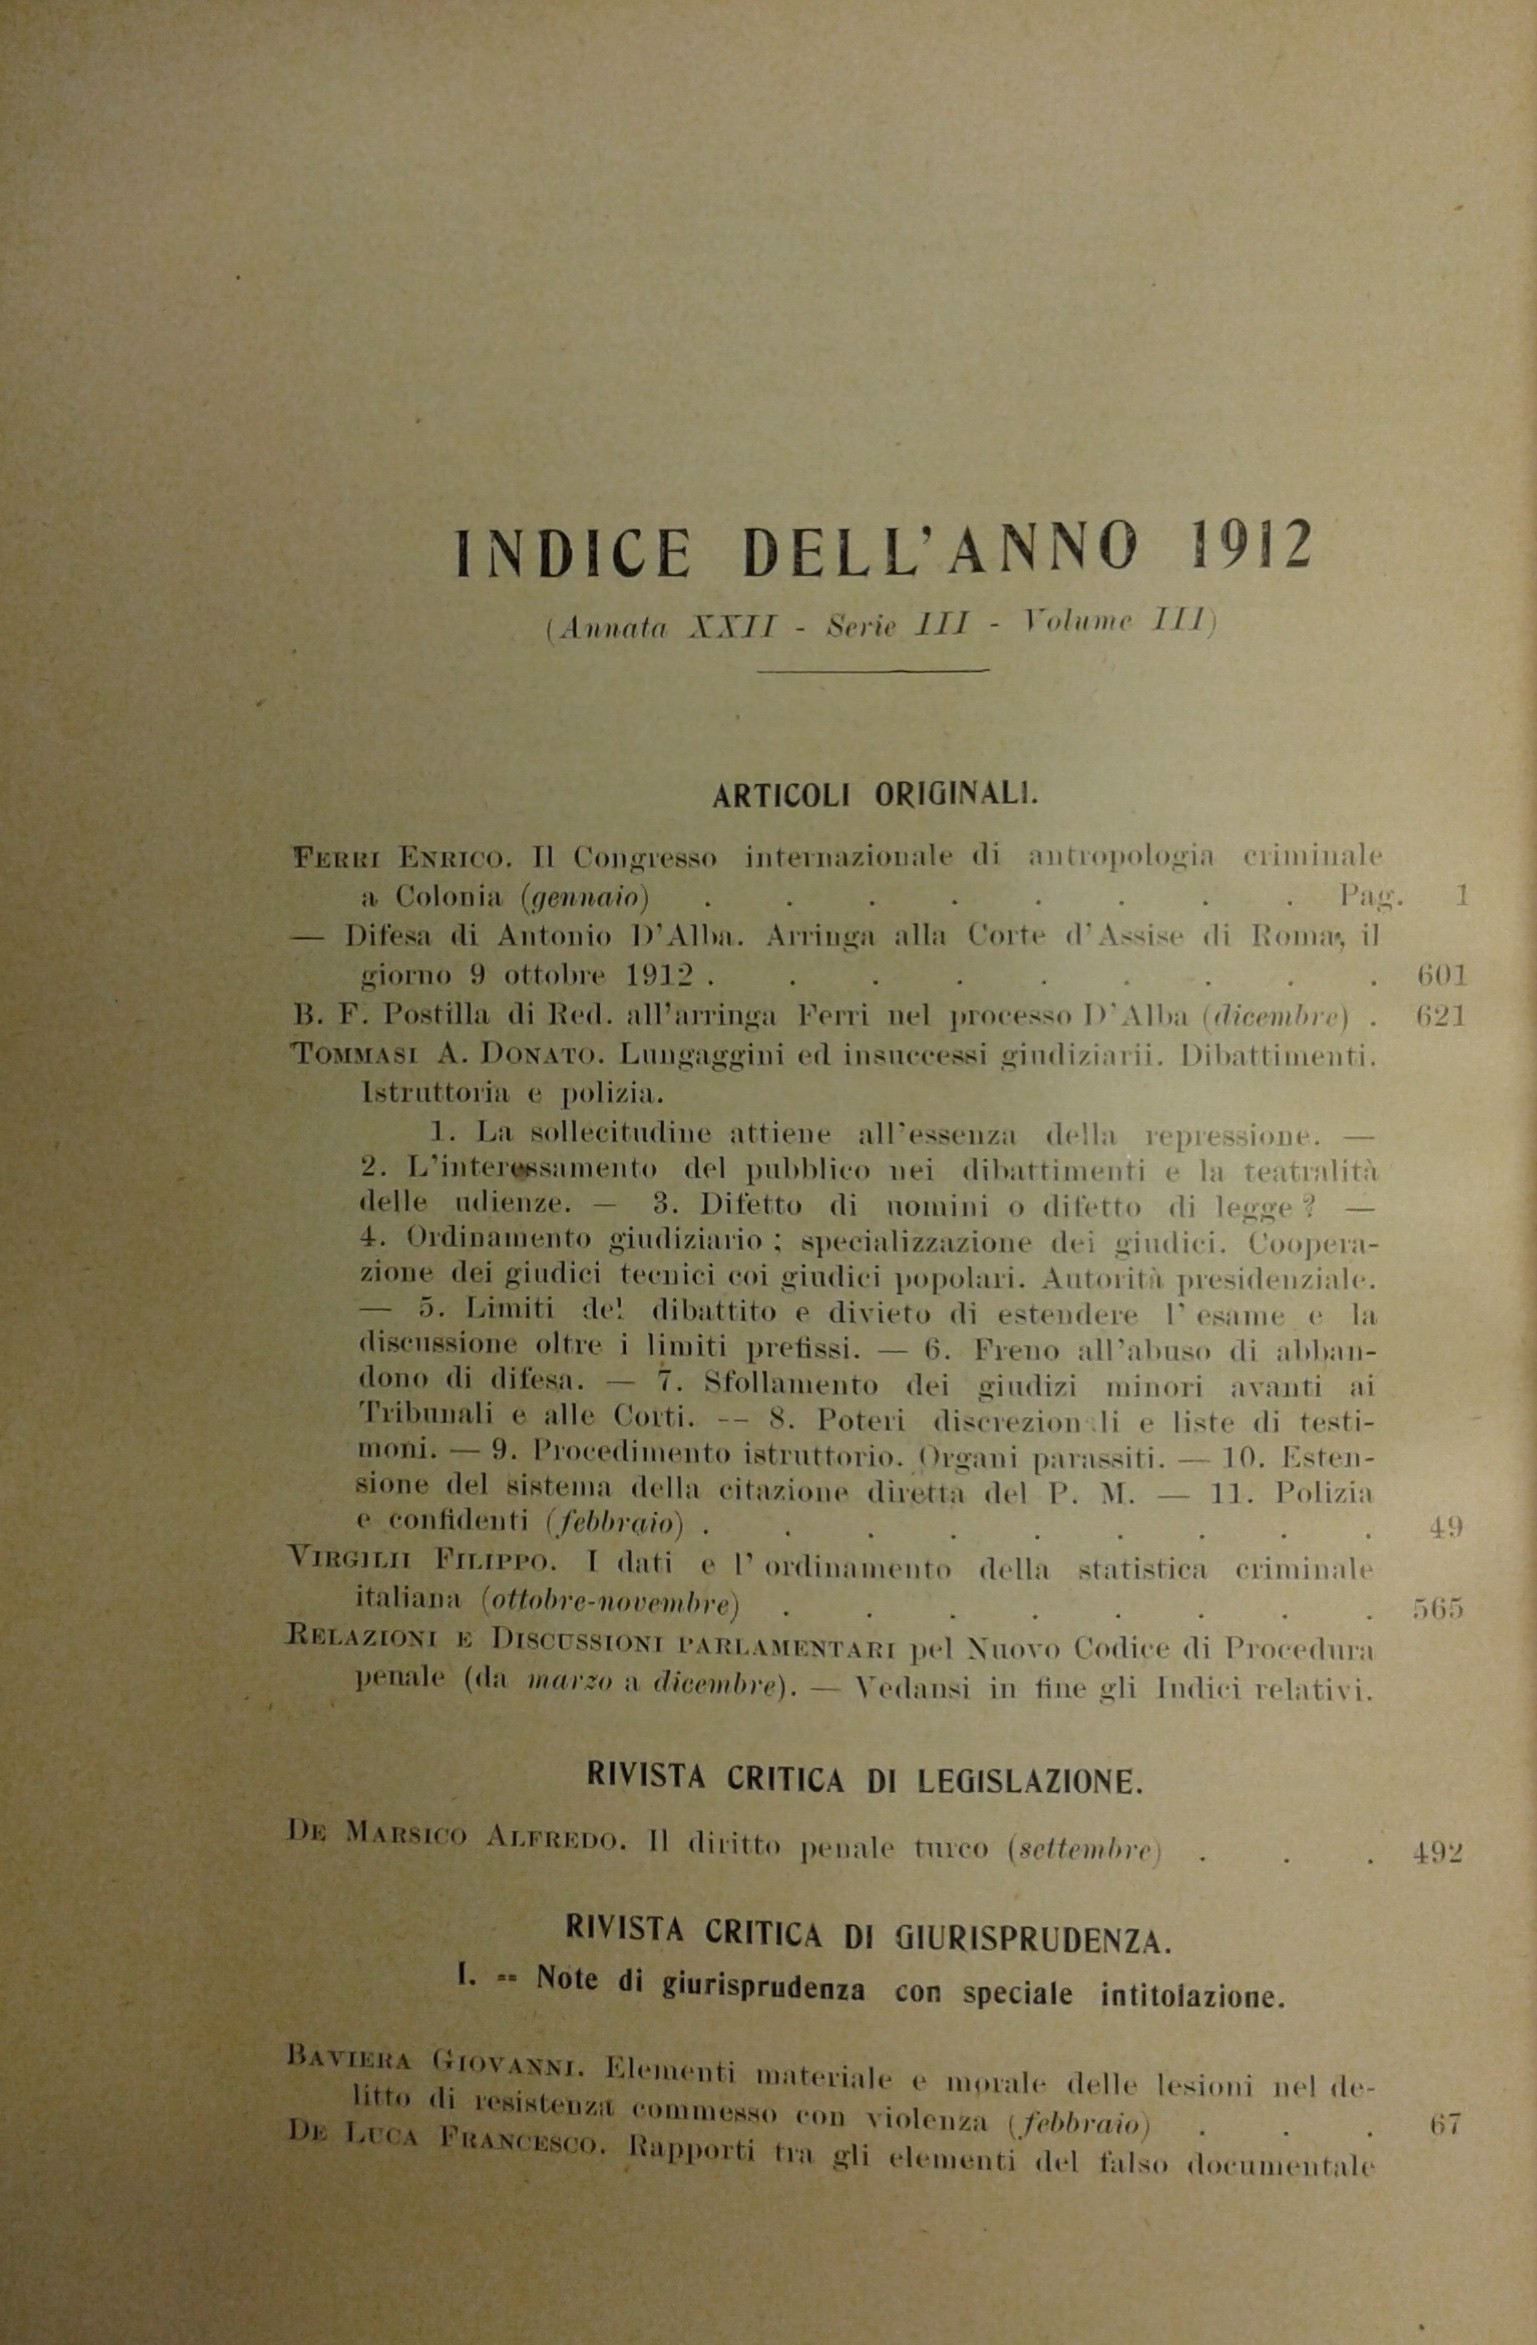 INDICE DELL'ANNO 1912
(Annata XXII - Serie III - Volume III)
ARTICOLI ORIGINALI.
FERRI ENRICO. Il Congresso internazionale di antropologia criminale
a Colonia (gennaio) . . . . . . . . Pag. 1
— Difesa di Antonio D'Alba. Arringa alla Corte d'Assise di Roma, il
giorno 9 ottobre 1912 . . . . . . . . . 601
B. F. Postilla di Red. all'arringa Ferri nel processo D'Alba (dicembre) . 621
TOMMASI A. DONATO. Lungaggini ed insuccessi giudiziarii. Dibattimenti.
Istruttoria e polizia.
1. La sollecitudine attiene all'essenza della repressione. —
2. L'interessamento del pubblico nei dibattimenti e la teatralità
delle udienze. — 3. Difetto di uomini o difetto di legge ? —
4. Ordinamento giudiziario ; specializzazione dei giudici. Coopera-
zione dei giudici tecnici coi giudici popolari. Autorità presidenziale.
— 5. Limiti del dibattito e divieto di estendere l' esame e la
discussione oltre i limiti prefissi. — 6. Freno all'abuso di abban-
dono di difesa. — 7. Sfollamento dei giudizi minori avanti ai
Tribunali e alle Corti. -- 8. Poteri discrezionali e liste di testi-
moni. — 9. Procedimento istruttorio. Organi parassiti. — 10. Esten-
sione del sistema della citazione diretta del P. M. — 11. Polizia
e confidenti (febbraio) . . . . . . . . . 49
VIRGILII FILIPPO. I dati e l' ordinamento della statistica criminale
italiana (ottobre-novembre) . . . . . . . . 565
RELAZIONI E DISCUSSIONI PARLAMENTARI pel Nuovo Codice di Procedura
penale (da marzo a dicembre). — Vedansi in fine gli Indici relativi.
RIVISTA CRITICA DI LEGISLAZIONE.
DE MARSICO ALFREDO. Il diritto penale turco (settembre) . . . 492
RIVISTA CRITICA DI GIURISPRUDENZA.
I. -- Note di giurisprudenza con speciale intitolazione.
BAVIERA GIOVANNI. Elementi materiale e morale delle lesioni nel de-
litto di resistenza commesso con violenza (febbraio) . . . 67
DE LUCA FRANCESCO. Rapporti tra gli elementi del falso documentale